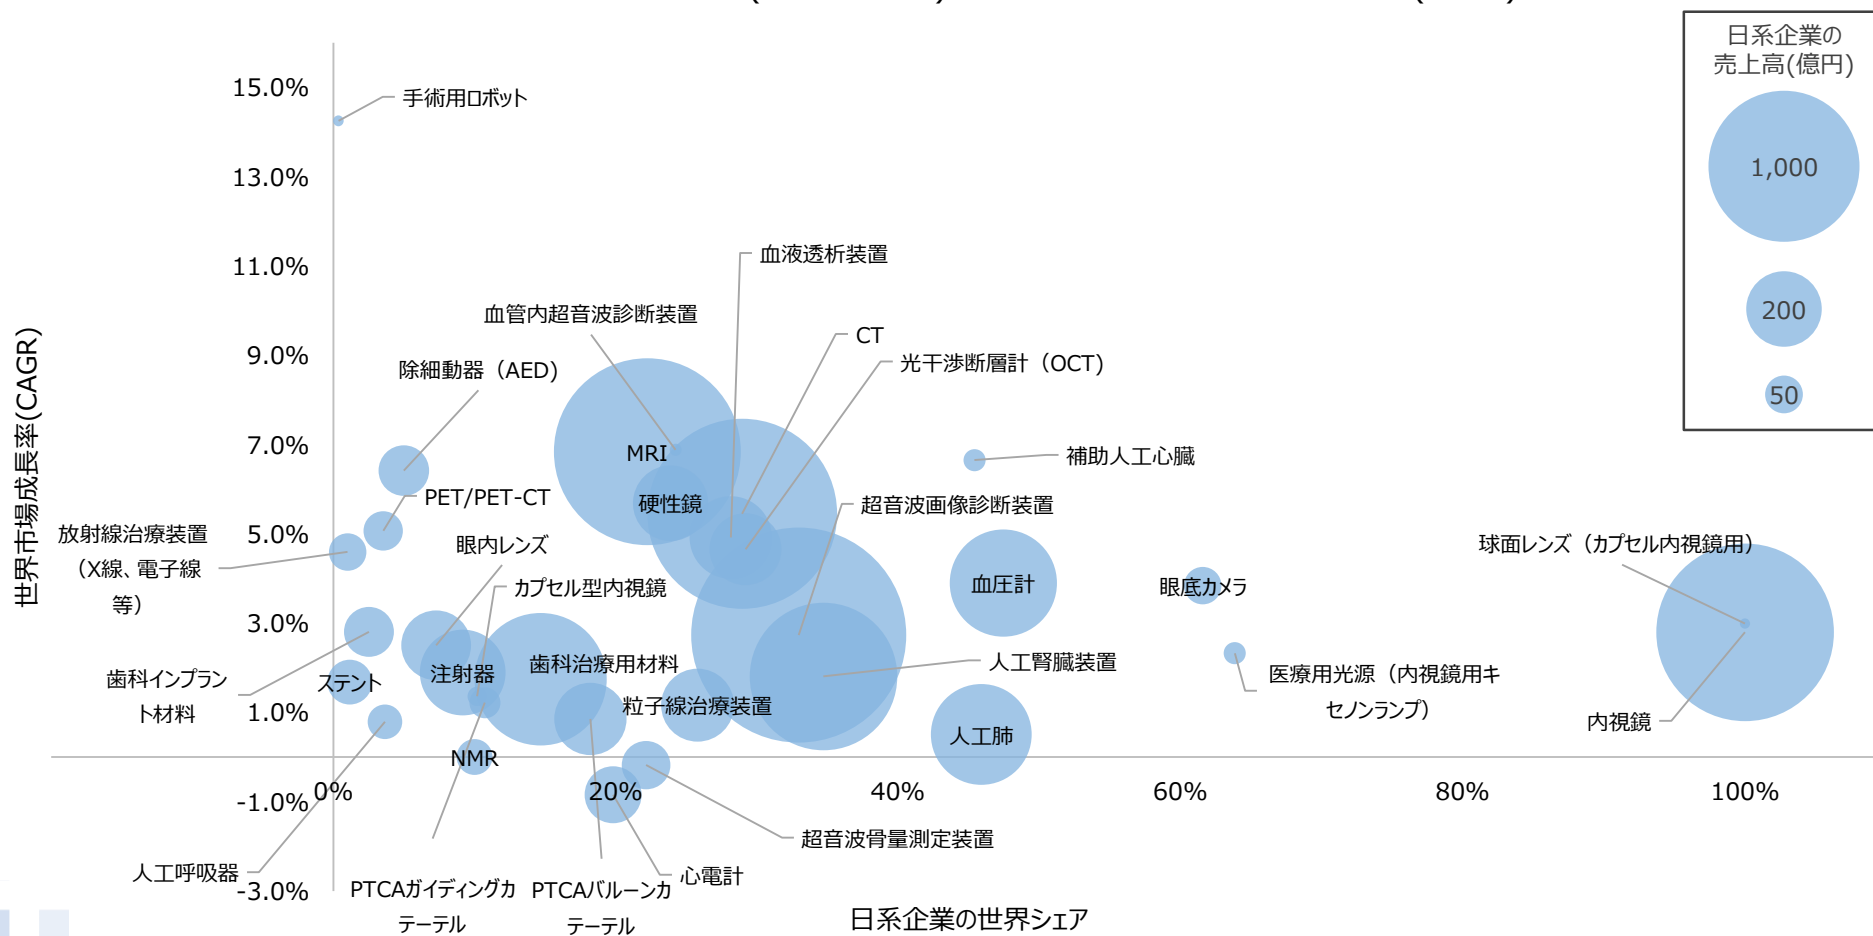 日系企業の
売上高(億円)
1,000
200
50
世界市場成長率(CAGR)
15.0%
13.0%
11.0%
9.0%
7.0%
5.0%
3.0%
1.0%
-1.0%
-3.0%
手術用ロボット
血液透析装置
血管内超音波診断装置
CT
光干渉断層計（OCT)
除細動器（AED)
MRI
補助人工心臓
PET/PET-CT
硬性鏡
超音波画像診断装置
放射線治療装置
（X線、電子線
等）
眼内レンズ
球面レンズ（カプセル内視鏡用）
カプセル型内視鏡
血圧計
眼底カメラ
歯科インプラン
ト材料
ステント
注射器
歯科治療用材料
人工腎臓装置
医療用光源（内視鏡用キ
セノンランプ）
粒子線治療装置
内視鏡
人工肺
NMR
0%
20%
40%
60%
80%
100%
超音波骨量測定装置
人工呼吸器
PTCAガイディングカ
テーテル
PTCAバルーンカ
テーテル
心電計
日系企業の世界シェア